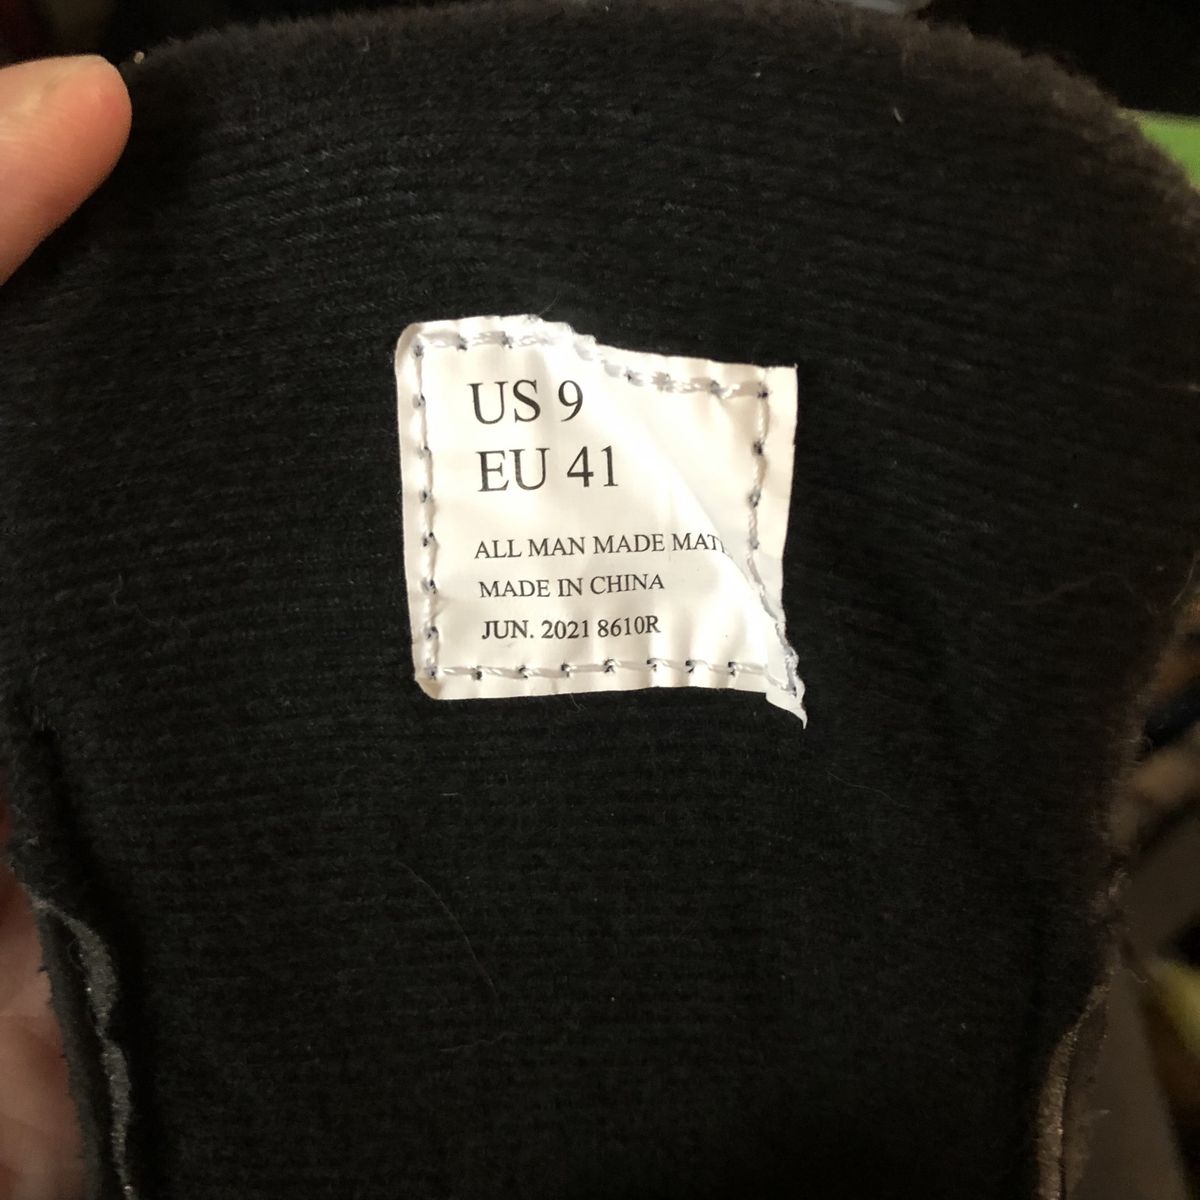 US 9
EU 41
ALL MAN MADE MAT
MADE IN CHINA
JUN. 2021 8610R